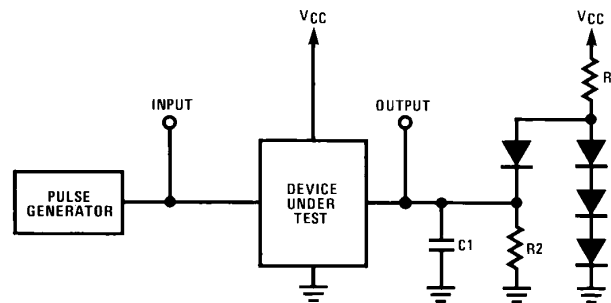 VCC
VCC
R
INPUT
OUTPUT
PULSE
GENERATOR
DEVICE
UNDER
TEST
C1
R2